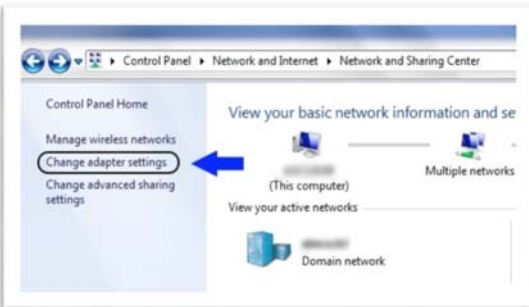 Control Panel ▸ Network and Internet ▸ Network and Sharing Center
Control Panel Home
Manage wireless networks
Change adapter settings
Change advanced sharing
settings
View your basic network information and se
(This computer)
Multiple networks
View your active networks
Domain network